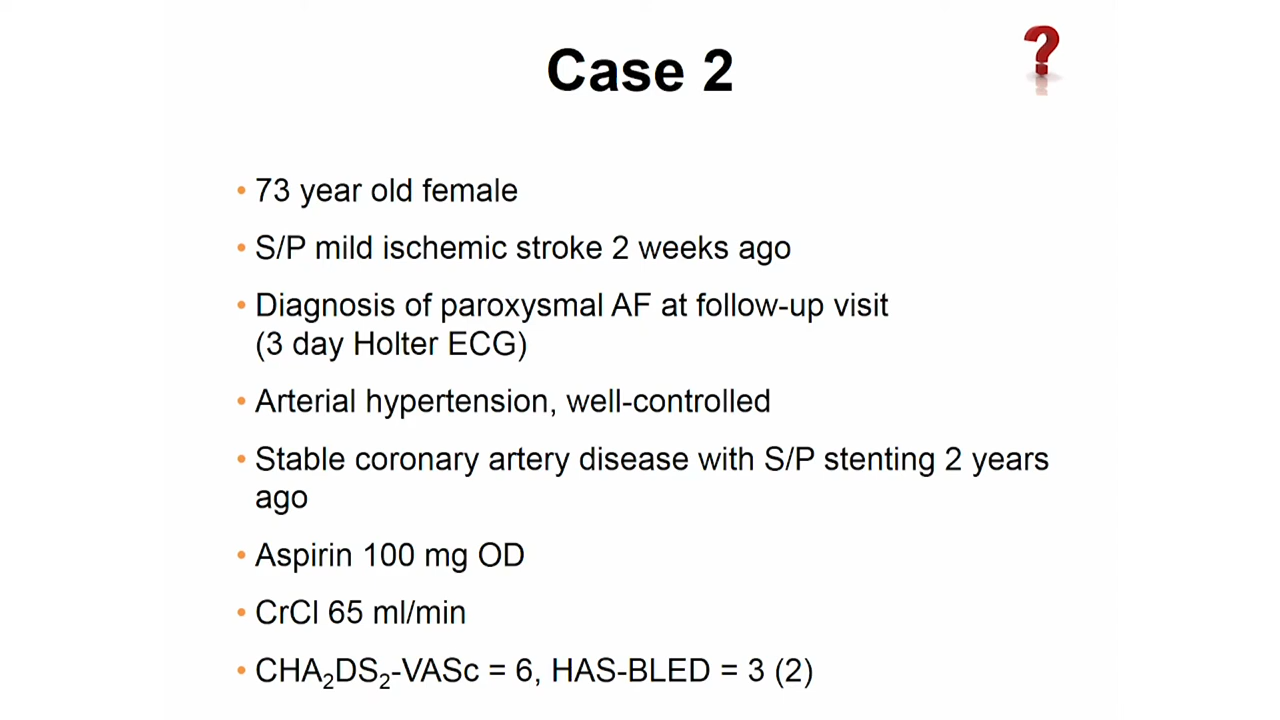 Case 2
• 73 year old female
• S/P mild ischemic stroke 2 weeks ago
• Diagnosis of paroxysmal AF at follow-up visit
(3 day Holter ECG)
• Arterial hypertension, well-controlled
• Stable coronary artery disease with S/P stenting 2 years
ago
• Aspirin 100 mg OD
• CrCl 65 ml/min
• CHA₂DS₂-VASc = 6, HAS-BLED = 3 (2)